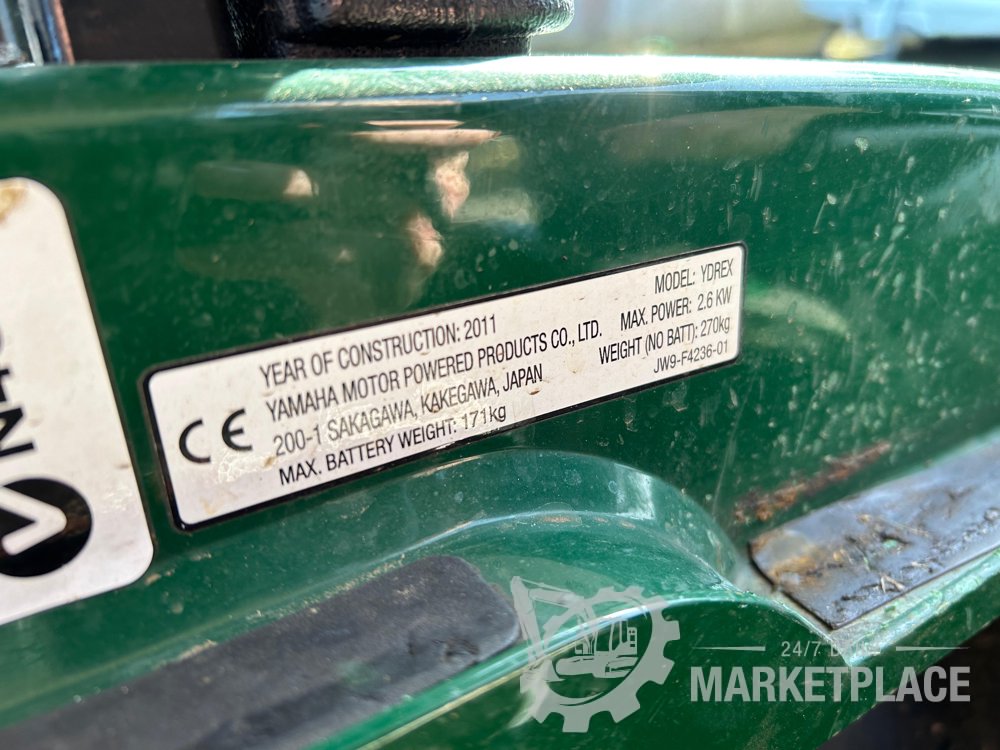 YEAR OF CONSTRUCTION: 2011
YAMAHA MOTOR POWERED PRODUCTS CO., LTD.
200-1 SAKAGAWA, KAKEGAWA, JAPAN
MAX. BATTERY WEIGHT: 171kg
MODEL: YDREX
MAX. POWER: 2.6 KW
WEIGHT (NO BATT): 270kg
JW9-F4236-01
CE
24/7
MARKETPLACE